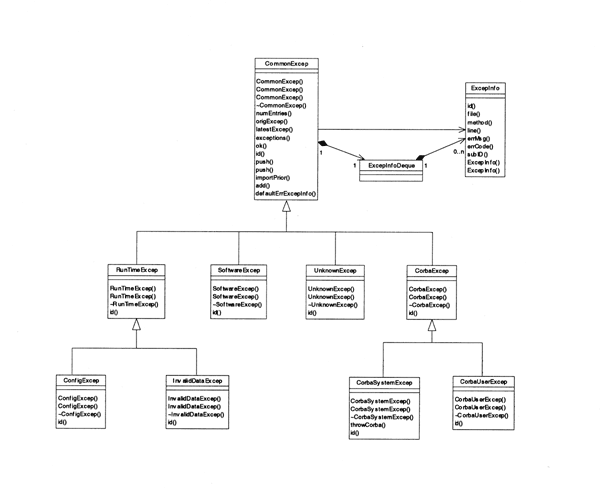 CommonExcep
CommonExcep()
CommonExcep()
CommonExcep()
~CommonExcep()
numEntries()
origExcep()
latestExcep()
exceptions()
ok()
id()
push()
push()
importPrior()
add()
defaultErrExcepInfo()
ExcepInfo
id()
file()
method()
line()
errMsg()
errCode()
subID()
ExcepInfo()
ExcepInfo()
1
1
ExcepInfoDeque
1
0..n
RunTimeExcep
RunTimeExcep()
RunTimeExcep()
~RunTimeExcep()
id()
SoftwareExcep
SoftwareExcep()
SoftwareExcep()
~SoftwareExcep()
id()
UnknownExcep
UnknownExcep()
UnknownExcep()
~UnknownExcep()
id()
CorbaExcep
CorbaExcep()
CorbaExcep()
~CorbaExcep()
id()
ConfigExcep
ConfigExcep()
ConfigExcep()
~ConfigExcep()
id()
InvalidDataExcep
InvalidDataExcep()
InvalidDataExcep()
~InvalidDataExcep()
id()
CorbaSystemExcep
CorbaSystemExcep()
CorbaSystemExcep()
~CorbaSystemExcep()
throwCorba()
id()
CorbaUserExcep
CorbaUserExcep()
CorbaUserExcep()
~CorbaUserExcep()
id()